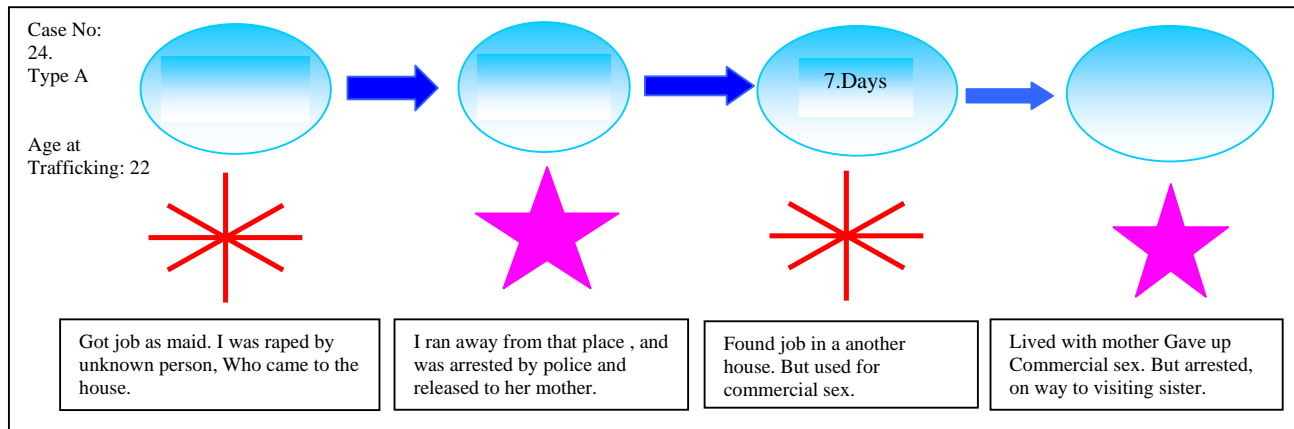 Case No:
24.
Type A
Age at
Trafficking: 22
7.Days
Got job as maid. I was raped by
unknown person, Who came to the
house.
I ran away from that place , and
was arrested by police and
released to her mother.
Found job in a another
house. But used for
commercial sex.
Lived with mother Gave up
Commercial sex. But arrested,
on way to visiting sister.